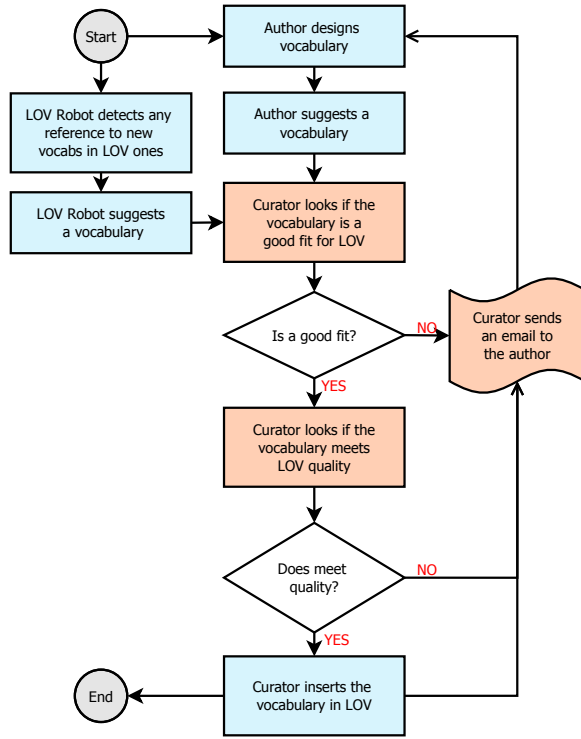 Start
Author designs
vocabulary
LOV Robot detects any
reference to new
vocabs in LOV ones
Author suggests a
vocabulary
LOV Robot suggests
a vocabulary
Curator looks if the
vocabulary is a
good fit for LOV
Is a good fit?
NO
Curator sends
an email to
the author
YES
Curator looks if the
vocabulary meets
LOV quality
Does meet
quality?
NO
YES
Curator inserts the
vocabulary in LOV
End